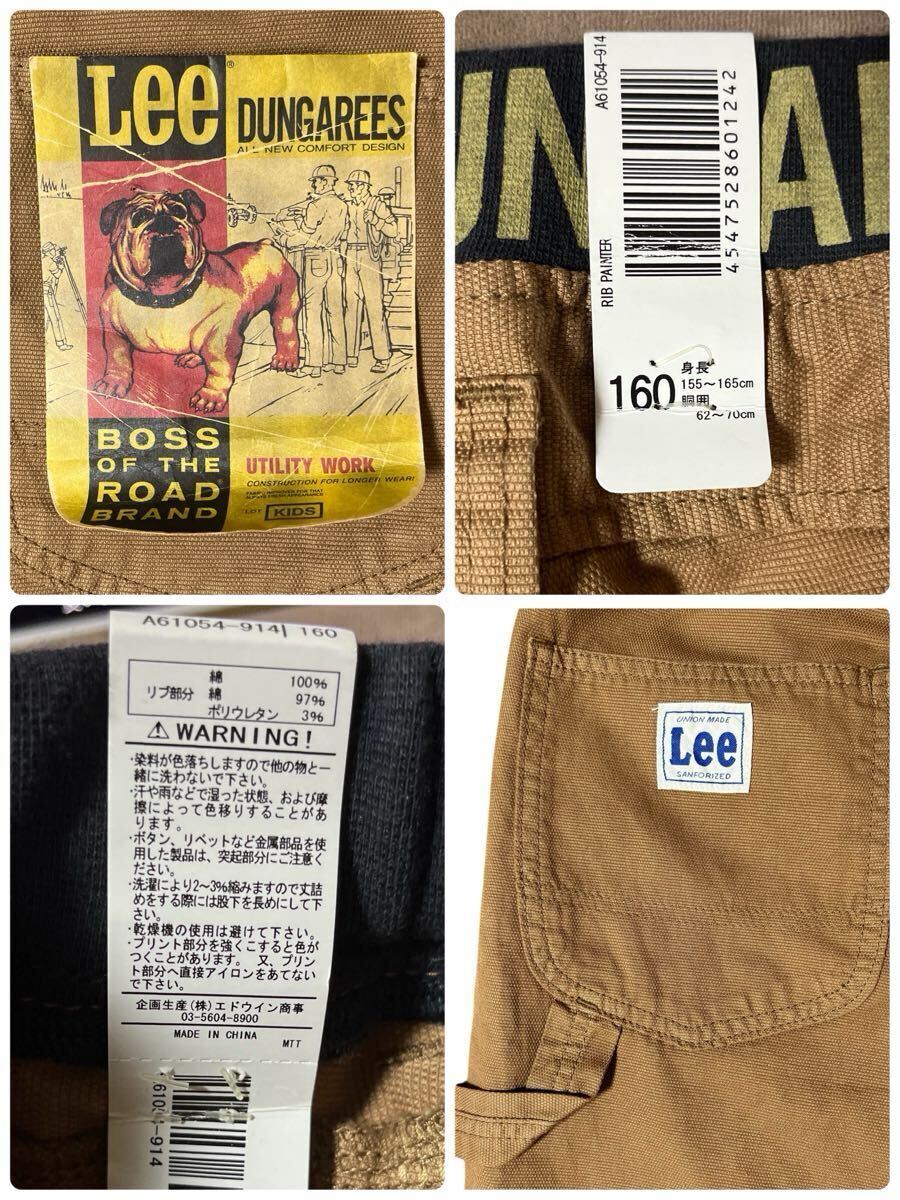 Lee®
DUNGAREES
ALL NEW COMFORT DESIGN
BOSS
OF THE
ROAD
BRAND
UTILITY WORK
CONSTRUCTION FOR LONGER WEAR!
LOT KIDS
UN AI
A61054-914
4547528601242
RIB PAINTER
160
身長
155～165cm
胴囲
62～70cm
A61054-914 160
綿 100%
リブ部分 綿 97%
ポリウレタン 3%
⚠ WARNING!
・染料が色落ちしますので他の物と一
緒に洗わないで下さい。
・汗や雨などで湿った状態、および摩
擦によって色移りすることがあ
ります。
・ボタン、リベットなど金属部品を使
用した製品は、突起部分にご注意く
ださい。
・洗濯により2～3%縮みますので丈詰
めをする際には股下を長めにして下
さい。
・乾燥機の使用は避けて下さい。
・プリント部分を強くこすると色が
つくことがあります。又、プリ
ント部分へ直接アイロンをあてない
で下さい。
企画生産(株)エドウイン商事
03-5604-8900
MADE IN CHINA
MTT
UNION MADE
Lee
SANFORIZED